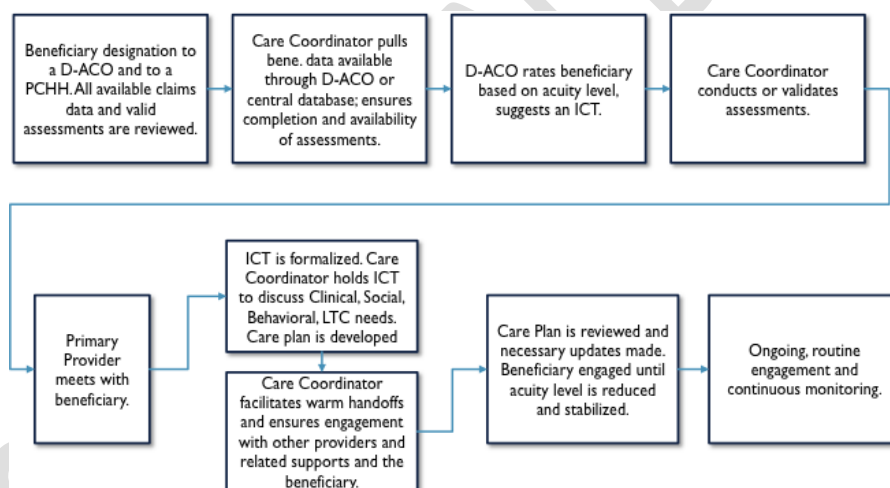 Beneficiary designation to
a D-ACO and to a
PCHH. All available claims
data and valid
assessments are reviewed.
Care Coordinator pulls
bene. data available
through D-ACO or
central database; ensures
completion and availability
of assessments.
D-ACO rates beneficiary
based on acuity level,
suggests an ICT.
Care Coordinator
conducts or validates
assessments.
Primary
Provider
meets with
beneficiary.
ICT is formalized. Care
Coordinator holds ICT
to discuss Clinical, Social,
Behavioral, LTC needs.
Care plan is developed
Care Coordinator
facilitates warm handoffs
and ensures engagement
with other providers and
related supports and the
beneficiary.
Care Plan is reviewed and
necessary updates made.
Beneficiary engaged until
acuity level is reduced
and stabilized.
Ongoing, routine
engagement and
continuous monitoring.